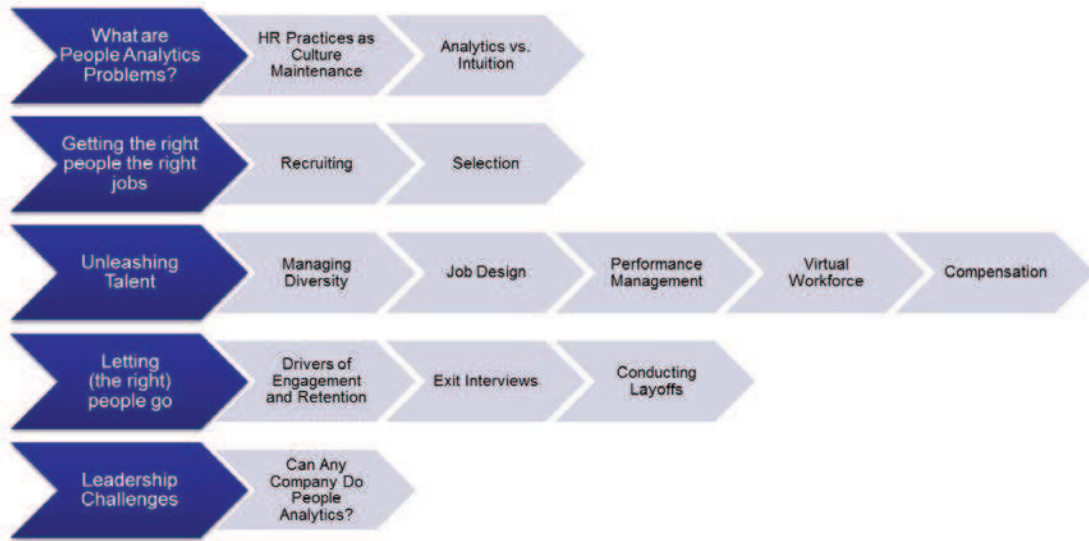 What are
People Analytics
Problems?
HR Practices as
Culture
Maintenance
Analytics vs.
Intuition
Getting the right
people the right
jobs
Recruiting
Selection
Unleashing
Talent
Managing
Diversity
Job Design
Performance
Management
Virtual
Workforce
Compensation
Letting
(the right)
people go
Drivers of
Engagement
and Retention
Exit Interviews
Conducting
Layoffs
Leadership
Challenges
Can Any
Company Do
People
Analytics?